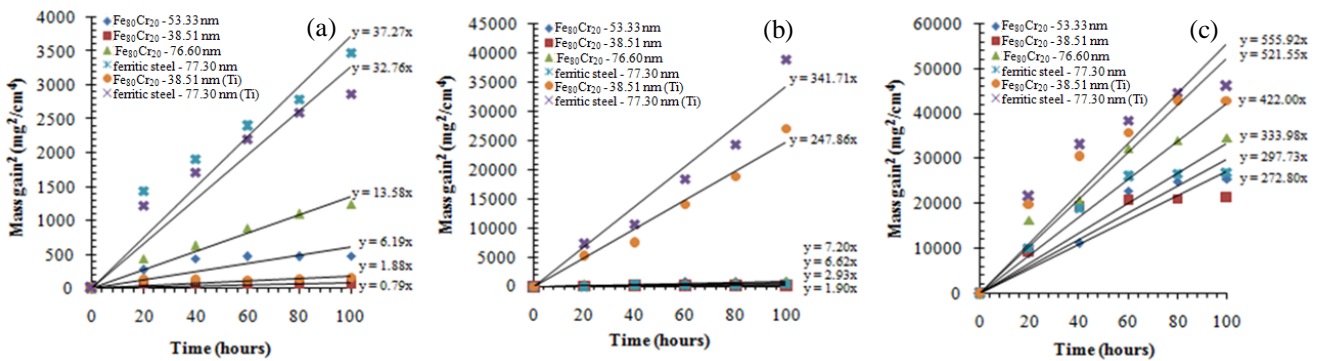 (a)
Mass gain² (mg²/cm⁴)
4000
3500
3000
2500
2000
1500
1000
500
0
Fe80Cr20 - 53.33 nm
Fe80Cr20 - 38.51 nm
Fe80Cr20 - 76.60 nm
ferritic steel - 77.30 nm
Fe80Cr20 - 38.51 nm (Ti)
ferritic steel - 77.30 nm (Ti)
y = 37.27x
y = 32.76x
y = 13.58x
y = 6.19x
y = 1.88x
y = 0.79x
0 20 40 60 80 100
Time (hours)
(b)
Mass gain² (mg²/cm⁴)
45000
40000
35000
30000
25000
20000
15000
10000
5000
0
Fe80Cr20 - 53.33 nm
Fe80Cr20 - 38.51 nm
Fe80Cr20 - 76.60 nm
ferritic steel - 77.30 nm
Fe80Cr20 - 38.51 nm (Ti)
ferritic steel - 77.30 nm (Ti)
y = 341.71x
y = 247.86x
y = 7.20x
y = 6.62x
y = 2.93x
y = 1.90x
0 20 40 60 80 100
Time (hours)
(c)
Mass gain² (mg²/cm⁴)
60000
50000
40000
30000
20000
10000
0
Fe80Cr20 - 53.33 nm
Fe80Cr20 - 38.51 nm
Fe80Cr20 - 76.60 nm
ferritic steel - 77.30 nm
Fe80Cr20 - 38.51 nm (Ti)
ferritic steel - 77.30 nm (Ti)
y = 555.92x
y = 521.55x
y = 422.00x
y = 333.98x
y = 297.73x
y = 272.80x
0 20 40 60 80 100
Time (hours)